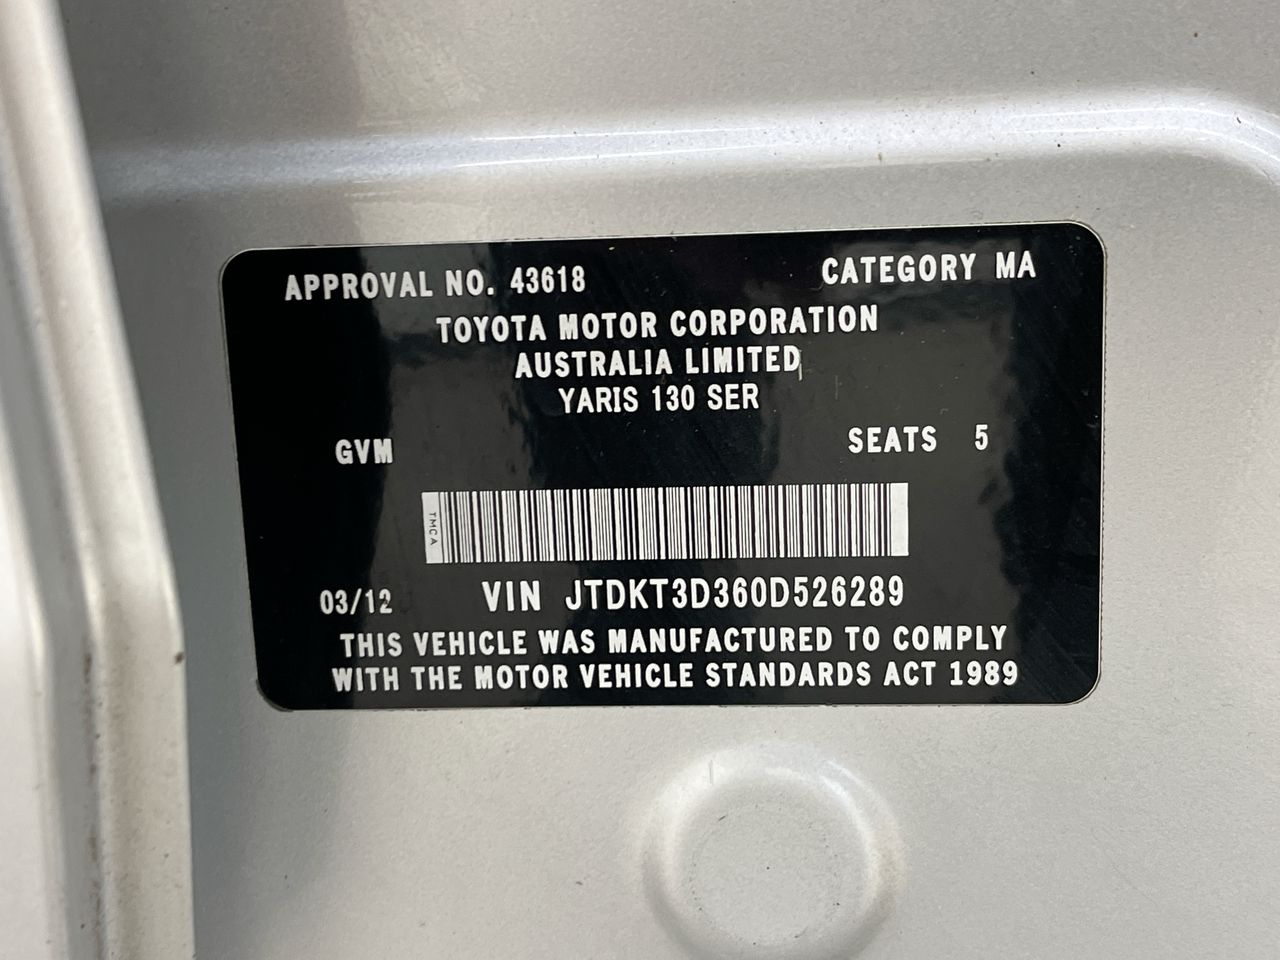 APPROVAL NO. 43618 CATEGORY MA
TOYOTA MOTOR CORPORATION
AUSTRALIA LIMITED
YARIS 130 SER
GVM SEATS 5
TMCA
03/12 VIN JTDKT3D360D526289
THIS VEHICLE WAS MANUFACTURED TO COMPLY
WITH THE MOTOR VEHICLE STANDARDS ACT 1989